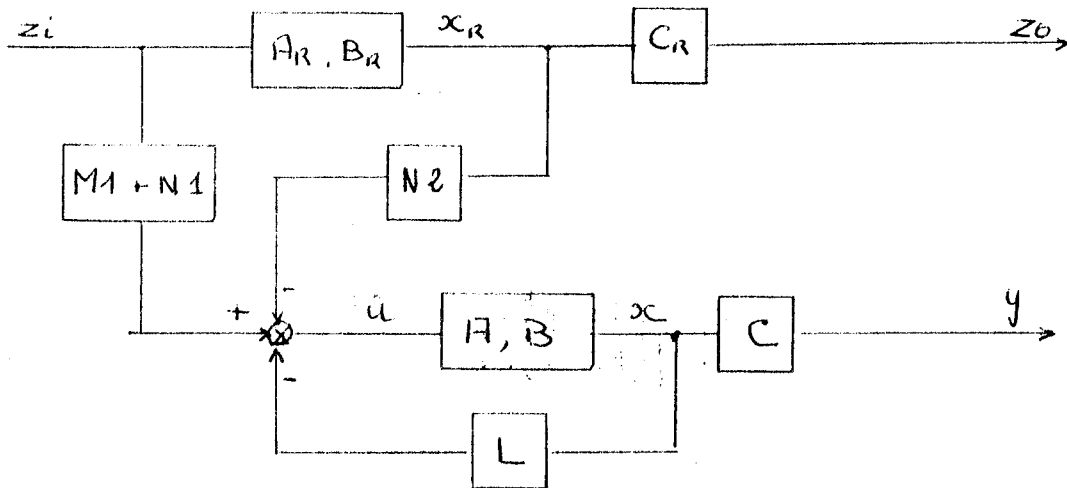 zi
A_R, B_R
x_R
C_R
zo
M1 + N1
N2
+
-
u
A, B
x
C
y
-
L